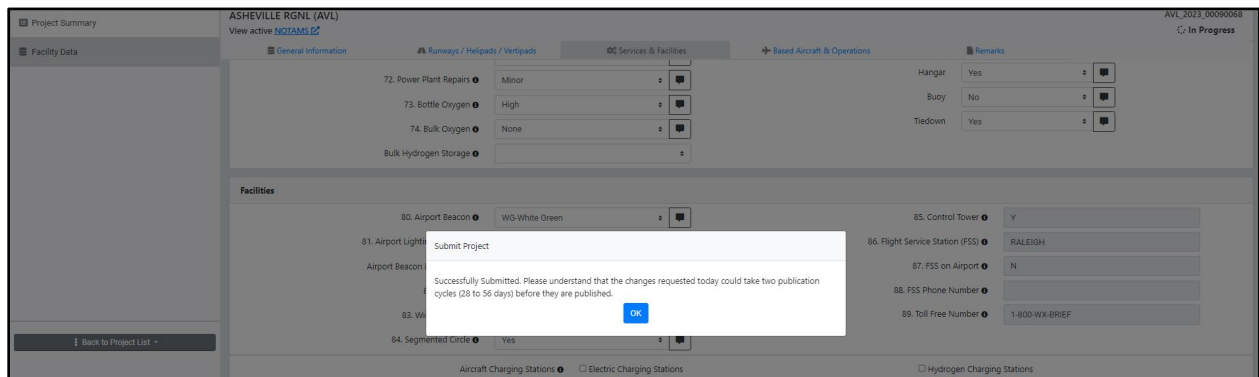 Project Summary
Facility Data
Back to Project List
ASHEVILLE RGNL (AVL)
View active NOTAMS
AVL_2023_00090068
In Progress
General Information
Runways / Helipads / Vertipads
Services & Facilities
Based Aircraft & Operations
Remarks
72. Power Plant Repairs Minor
73. Bottle Oxygen High
74. Bulk Oxygen None
Bulk Hydrogen Storage
Hangar Yes
Buoy No
Tiedown Yes
Facilities
80. Airport Beacon WG-White Green
81. Airport
Airport Beacon
83.
84. Segmented Circle Yes
85. Control Tower Y
86. Flight Service Station (FSS) RALEIGH
87. FSS on Airport N
88. FSS Phone Number
89. Toll Free Number 1-800-WX-BRIEF
Submit Project
Successfully Submitted. Please understand that the changes requested today could take two publication
cycles (28 to 56 days) before they are published.
OK
Aircraft Charging Stations Electric Charging Stations Hydrogen Charging Stations